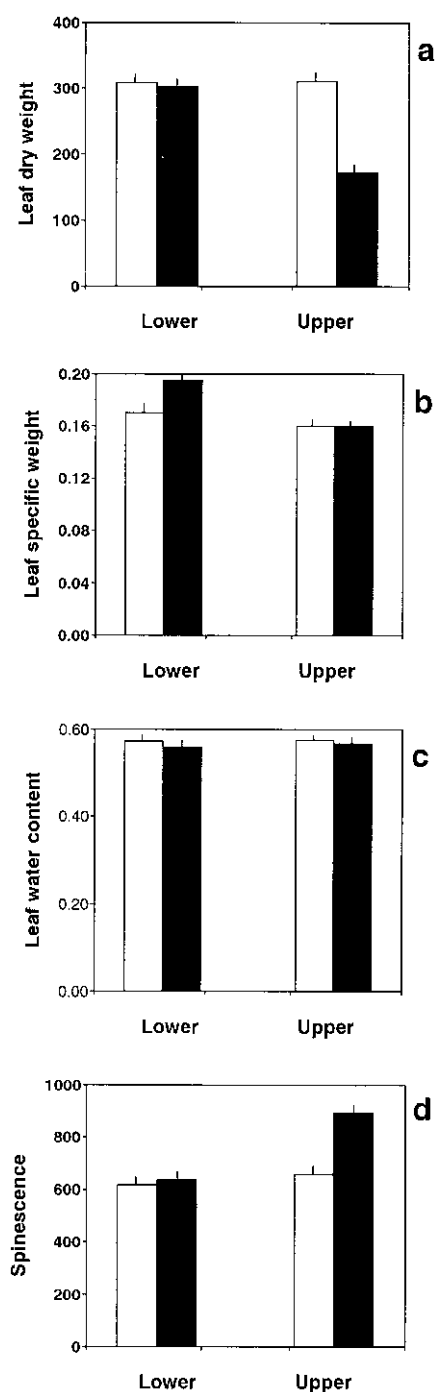 a
Leaf dry weight
400
300
200
100
0
Lower Upper
b
Leaf specific weight
0.20
0.16
0.12
0.08
0.04
0.00
Lower Upper
c
Leaf water content
0.60
0.40
0.20
0.00
Lower Upper
d
Spinescence
1000
800
600
400
200
0
Lower Upper